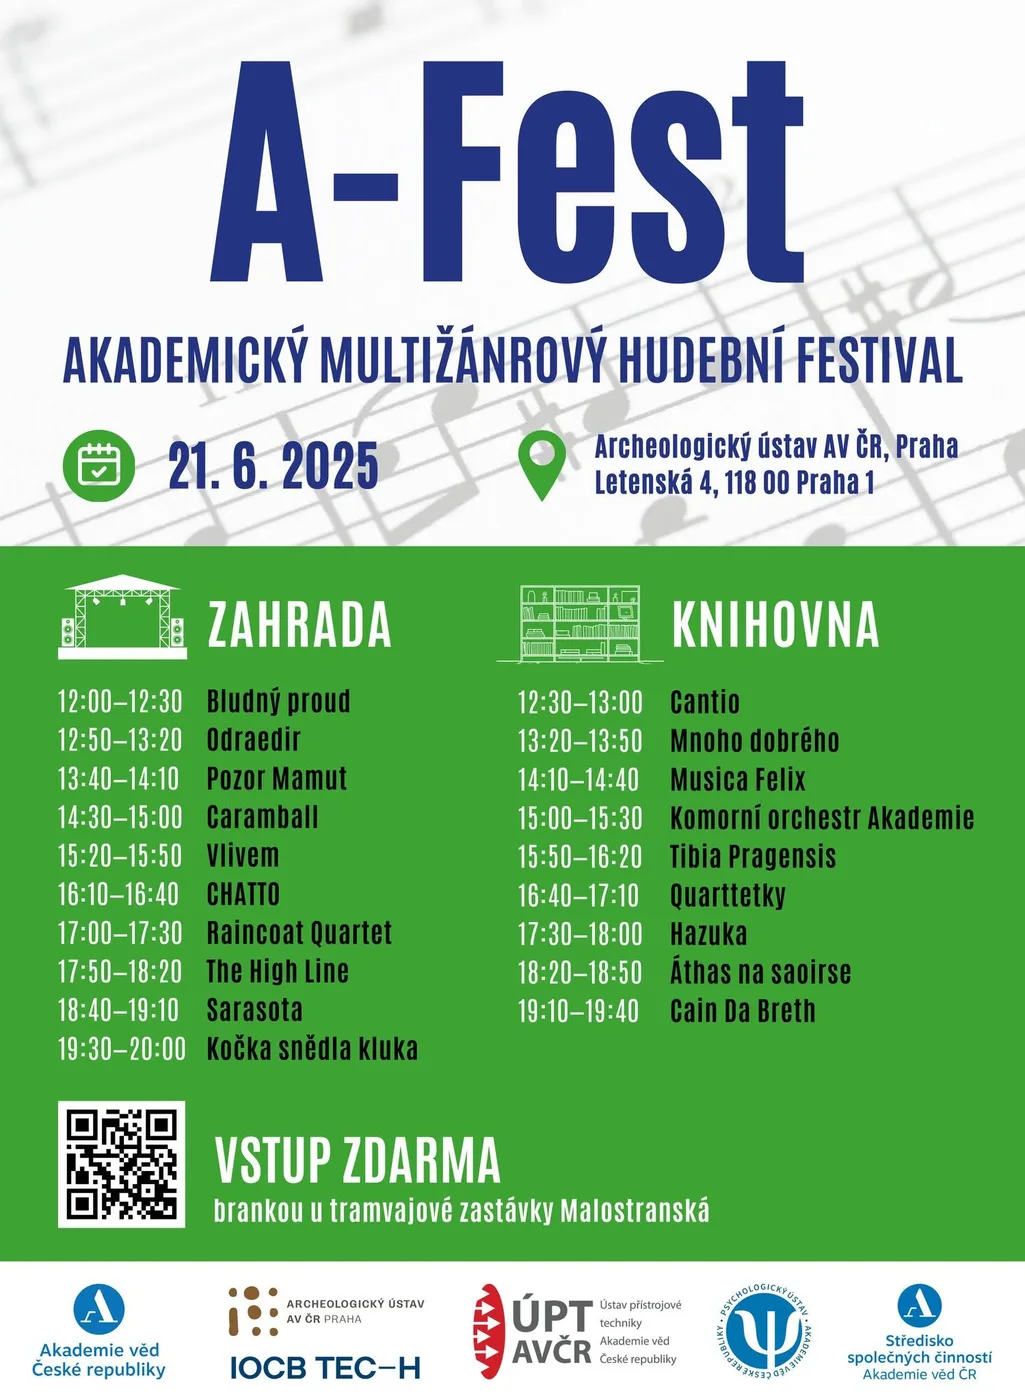 A-Fest
AKADEMICKÝ MULTIŽÁNROVÝ HUDEBNÍ FESTIVAL
21. 6. 2025
Archeologický ústav AV ČR, Praha
Letenská 4, 118 00 Praha 1
ZAHRADA
12:00–12:30 Bludný proud
12:50–13:20 Odraedir
13:40–14:10 Pozor Mamut
14:30–15:00 Caramball
15:20–15:50 Vlivem
16:10–16:40 CHATTO
17:00–17:30 Raincoat Quartet
17:50–18:20 The High Line
18:40–19:10 Sarasota
19:30–20:00 Kočka snědla kluka
KNIHOVNA
12:30–13:00 Cantio
13:20–13:50 Mnoho dobrého
14:10–14:40 Musica Felix
15:00–15:30 Komorní orchestr Akademie
15:50–16:20 Tibia Pragensis
16:40–17:10 Quarttetky
17:30–18:00 Hazuka
18:20–18:50 Áthas na saoirse
19:10–19:40 Cain Da Breth
VSTUP ZDARMA
brankou u tramvajové zastávky Malostranská
Akademie věd
České republiky
ARCHEOLOGICKÝ ÚSTAV
AV ČR PRAHA
IOCB TEC–H
ÚPT
AVČR
Ústav přístrojové
techniky
Akademie věd
České republiky
PSYCHOLOGICKÝ ÚSTAV • AKADEMIE VĚD ČESKÉ REPUBLIKY •
Středisko
společných činností
Akademie věd ČR